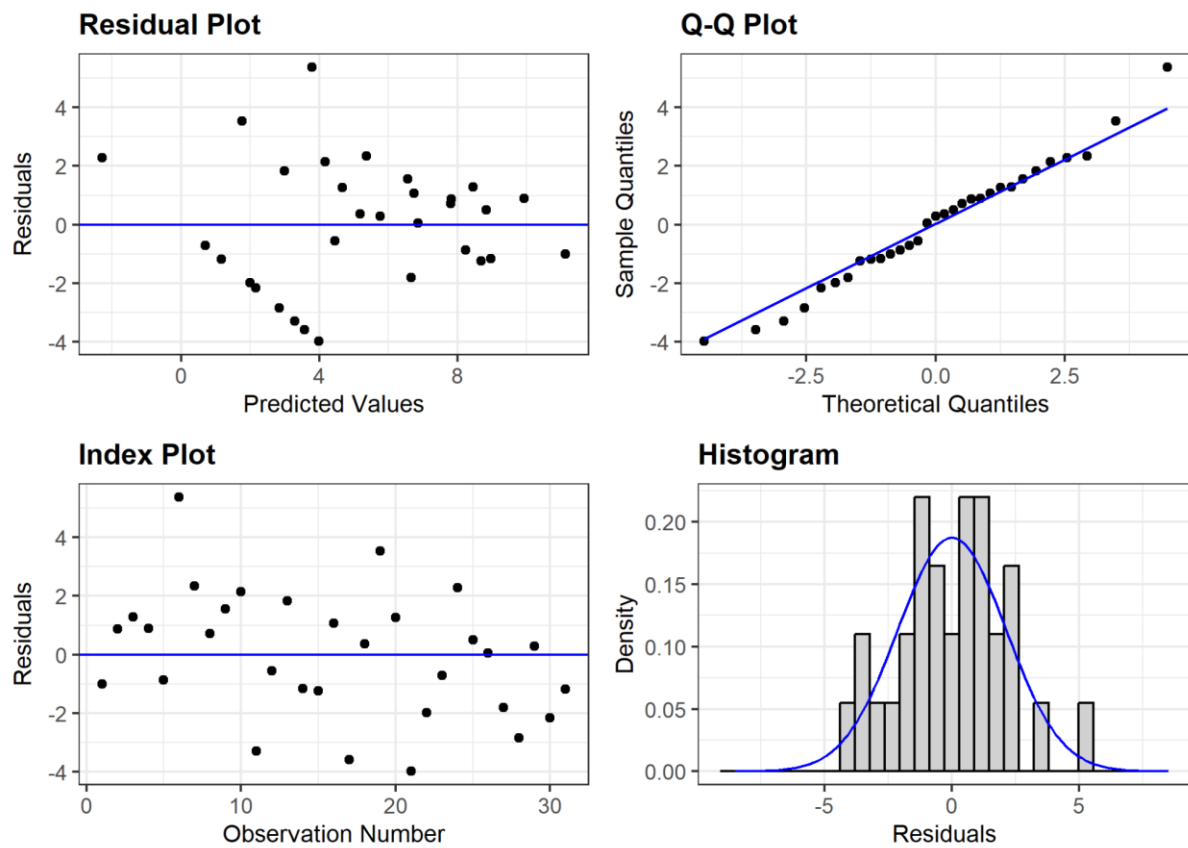 Residual Plot
4
2
0
-2
-4
Residuals
0
4
8
Predicted Values
Q-Q Plot
4
2
0
-2
-4
Sample Quantiles
-2.5
0.0
2.5
Theoretical Quantiles
Index Plot
4
2
0
-2
-4
Residuals
0
10
20
30
Observation Number
Histogram
0.20
0.15
0.10
0.05
0.00
Density
-5
0
5
Residuals